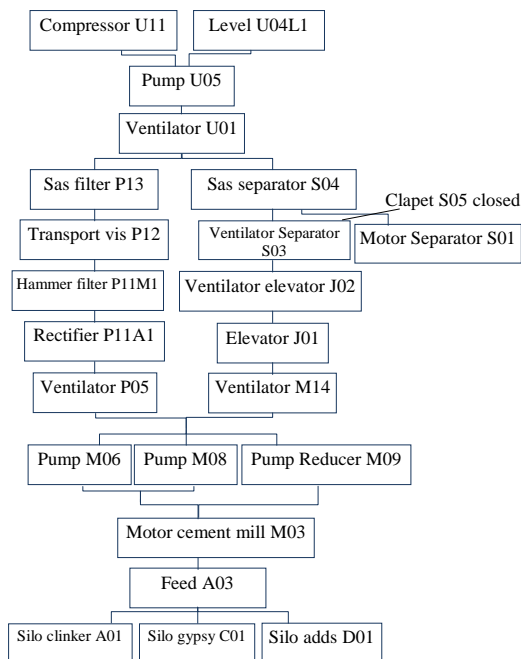 Compressor U11
Level U04L1
Pump U05
Ventilator U01
Sas filter P13
Sas separator S04
Clapet S05 closed
Transport vis P12
Ventilator Separator
S03
Motor Separator S01
Hammer filter P11M1
Ventilator elevator J02
Rectifier P11A1
Elevator J01
Ventilator P05
Ventilator M14
Pump M06
Pump M08
Pump Reducer M09
Motor cement mill M03
Feed A03
Silo clinker A01
Silo gypsy C01
Silo adds D01